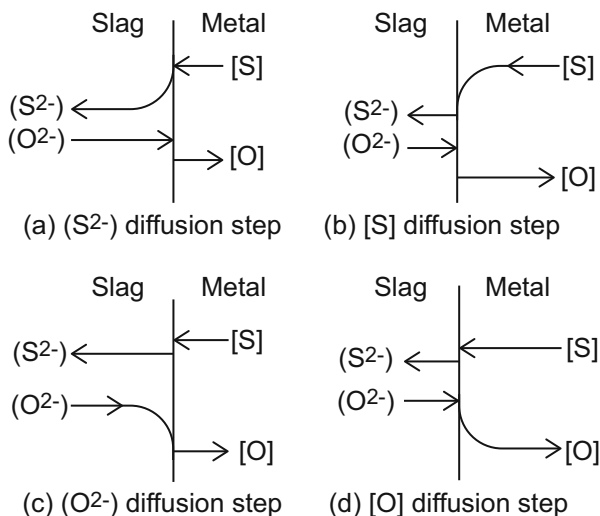 Slag Metal
[S]
(S2-)
(O2-)
[O]
(a) (S2-) diffusion step
Slag Metal
[S]
(S2-)
(O2-)
[O]
(b) [S] diffusion step
Slag Metal
[S]
(S2-)
(O2-)
[O]
(c) (O2-) diffusion step
Slag Metal
[S]
(S2-)
(O2-)
[O]
(d) [O] diffusion step